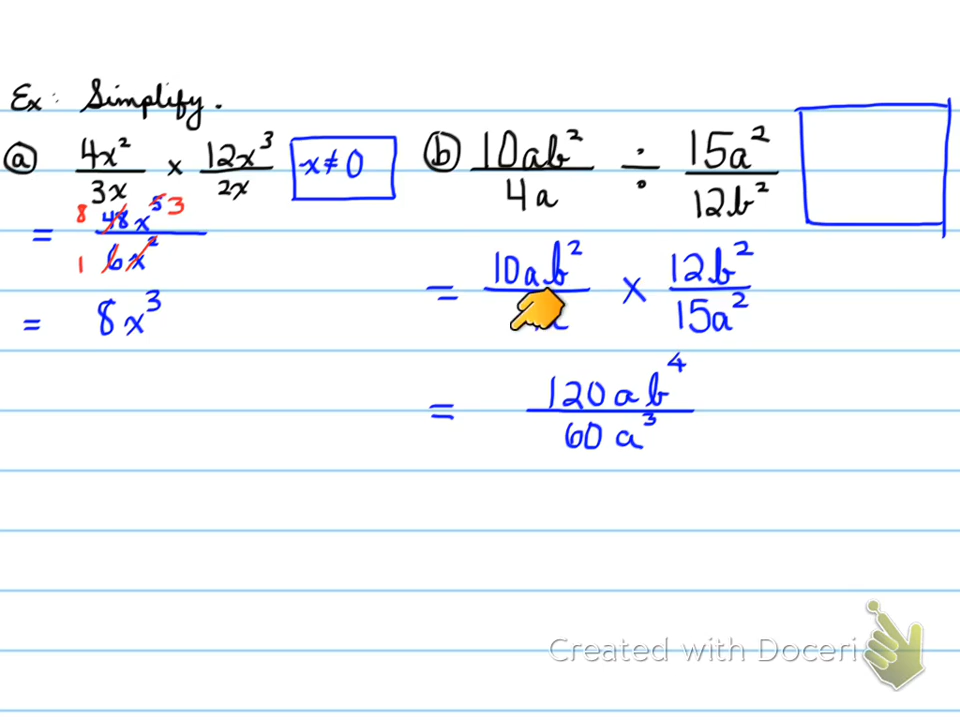 Ex: Simplify.
ⓐ 4x²/3x × 12x³/2x x≠0
= 48x⁵/6x² 8 3 1
= 8x³
ⓑ 10ab²/4a ÷ 15a²/12b²
= 10ab²/ × 12b²/15a²
= 120ab⁴/60a³
Created with Doceri